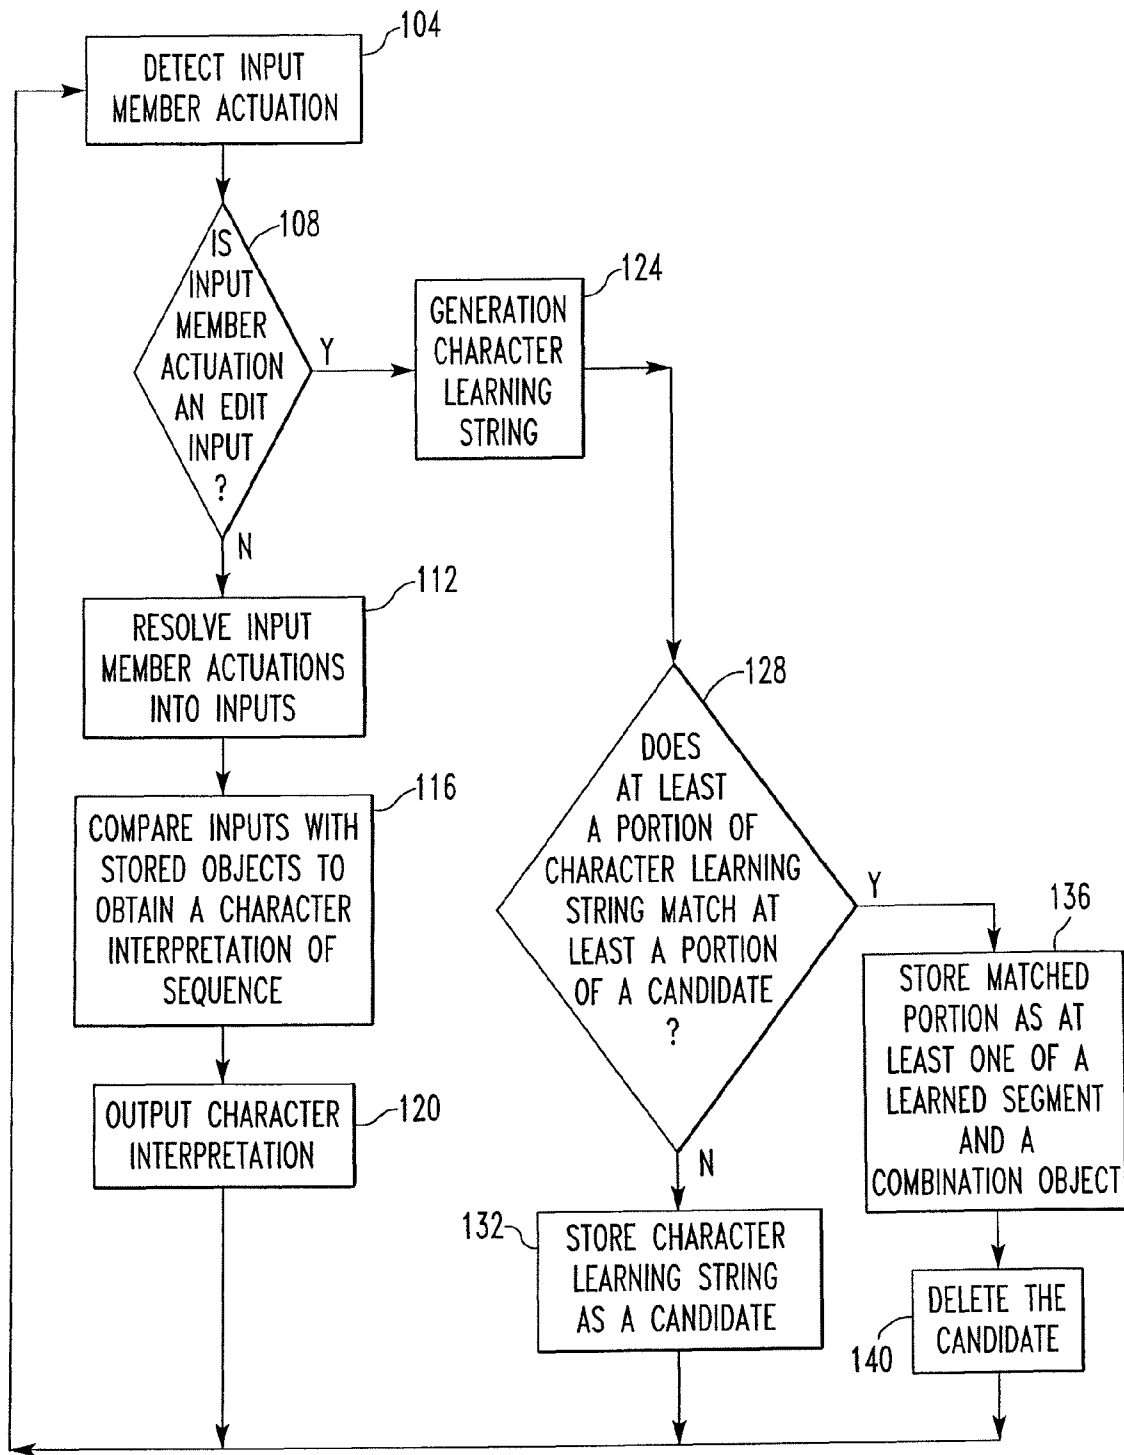 104
DETECT INPUT
MEMBER ACTUATION
108
IS
INPUT
MEMBER
ACTUATION
AN EDIT
INPUT
?
Y
N
124
GENERATION
CHARACTER
LEARNING
STRING
112
RESOLVE INPUT
MEMBER ACTUATIONS
INTO INPUTS
116
COMPARE INPUTS WITH
STORED OBJECTS TO
OBTAIN A CHARACTER
INTERPRETATION OF
SEQUENCE
120
OUTPUT CHARACTER
INTERPRETATION
128
DOES
AT LEAST
A PORTION OF
CHARACTER LEARNING
STRING MATCH AT
LEAST A PORTION
OF A CANDIDATE
?
Y
N
132
STORE CHARACTER
LEARNING STRING
AS A CANDIDATE
136
STORE MATCHED
PORTION AS AT
LEAST ONE OF A
LEARNED SEGMENT
AND A
COMBINATION OBJECT
DELETE THE
CANDIDATE
140